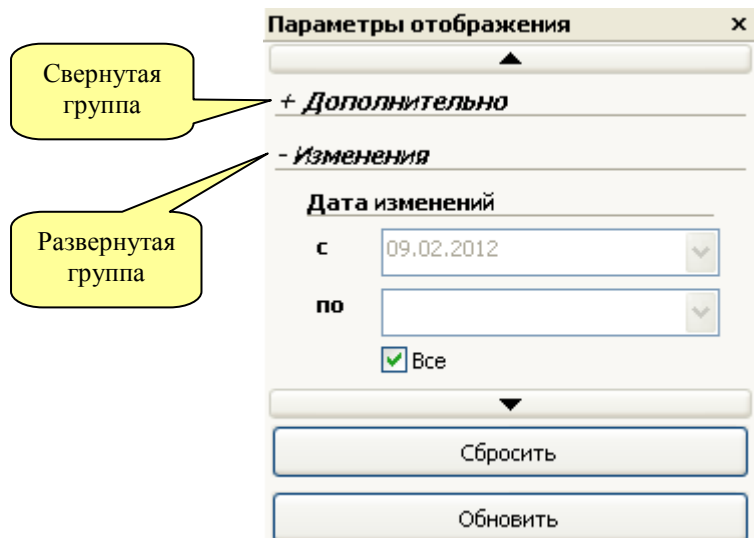 Параметры отображения x
Свернутая
группа
+ Дополнительно
- Изменения
Дата изменений
Развернутая
группа
с 09.02.2012
по
Все
Сбросить
Обновить